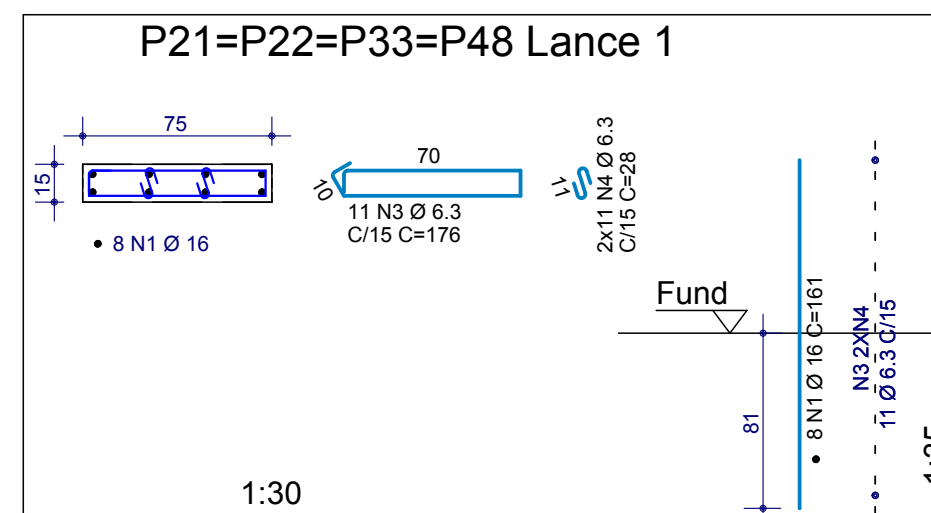 P21=P22=P33=P48 Lance 1
75
15
8 N1 Ø 16
70
10
11 N3 Ø 6.3
C/15 C=176
11
2x11 N4 Ø 6.3
C/15 C=28
Fund
81
8 N1 Ø 16 C=161
N3 2XN4
11 Ø 6.3 C/15
1:30